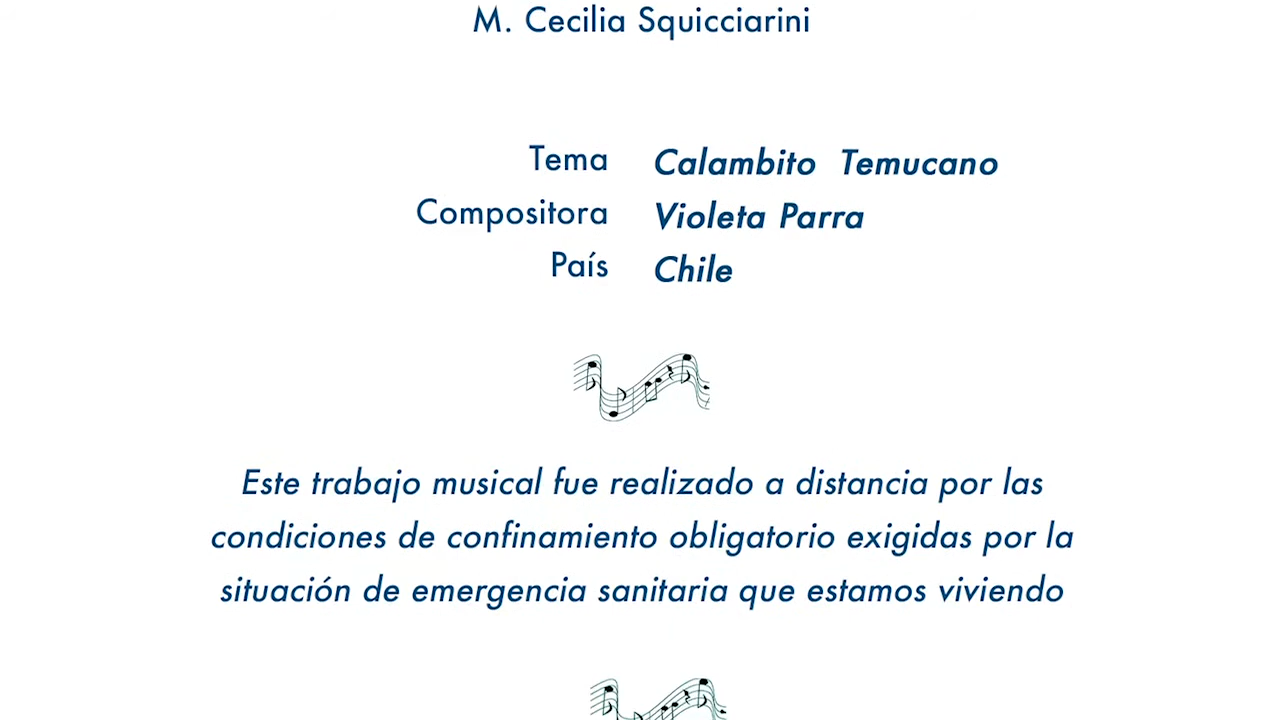 M. Cecilia Squicciarini
Tema Calambito Temucano
Compositora Violeta Parra
País Chile
Este trabajo musical fue realizado a distancia por las
condiciones de confinamiento obligatorio exigidas por la
situación de emergencia sanitaria que estamos viviendo